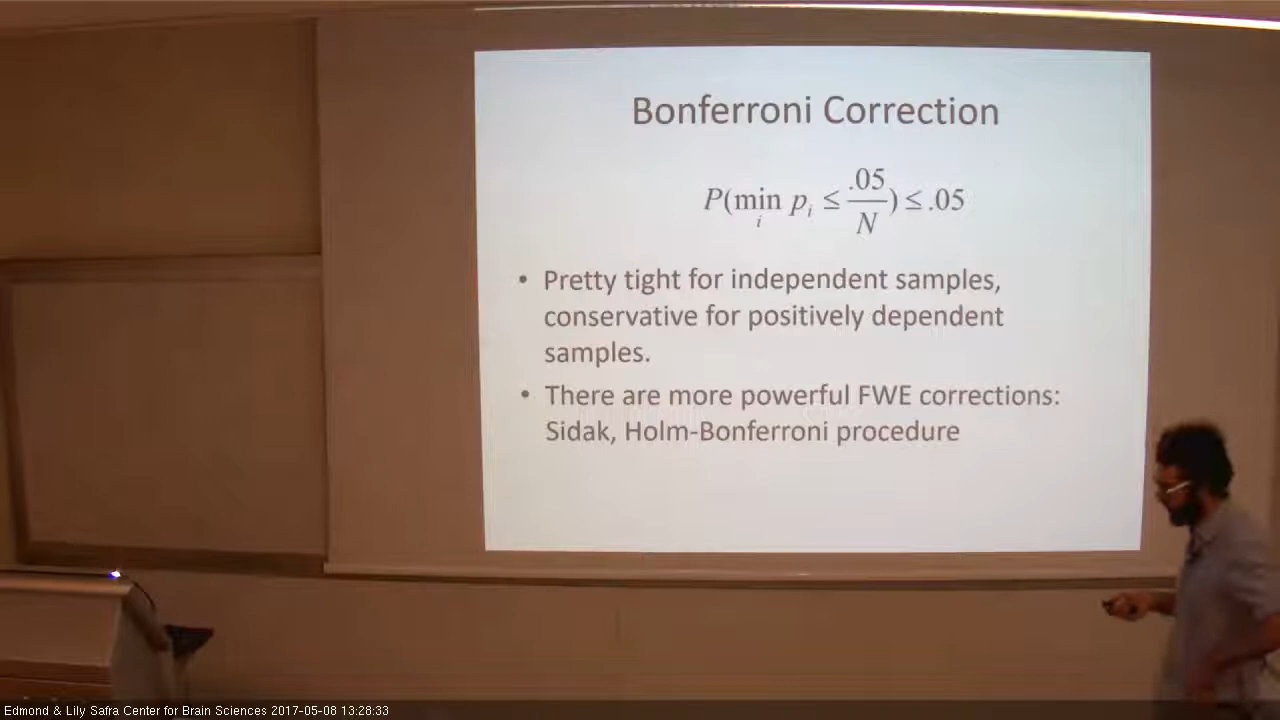 Bonferroni Correction
P(min_i p_i ≤ .05/N) ≤ .05
• Pretty tight for independent samples,
conservative for positively dependent
samples.
• There are more powerful FWE corrections:
Sidak, Holm-Bonferroni procedure
Edmond & Lily Safra Center for Brain Sciences 2017-05-08 13:28:33